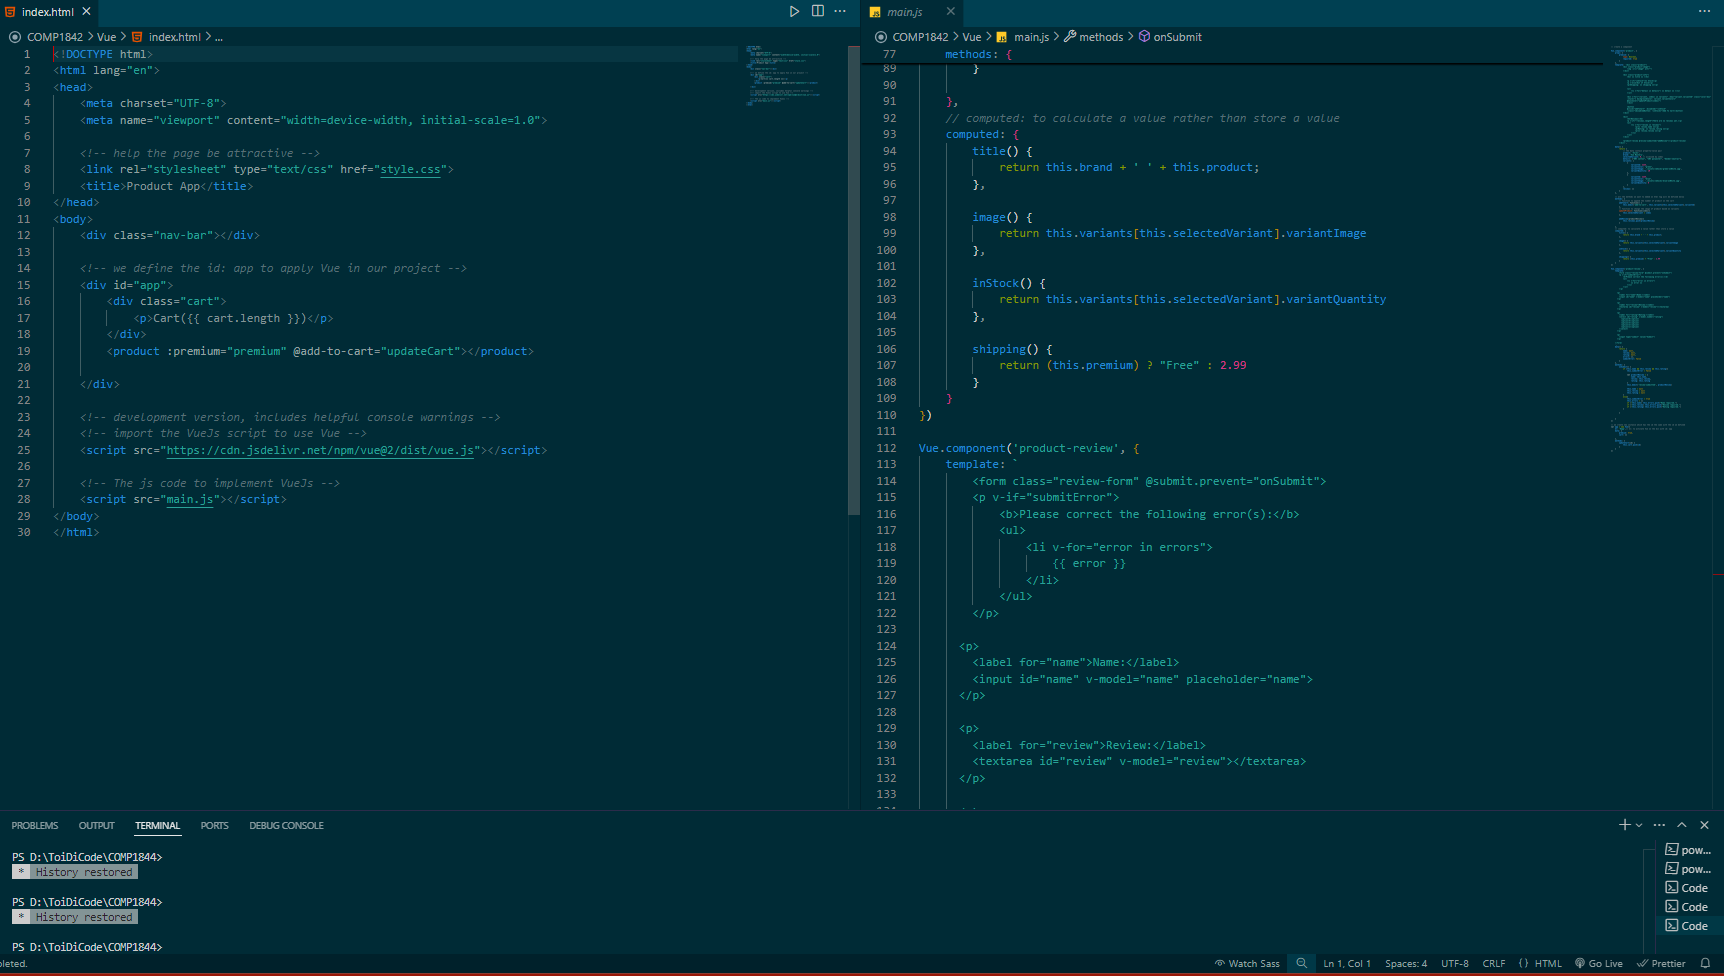 index.html
COMP1842 > Vue > index.html > ...
1 <!DOCTYPE html>
2 <html lang="en">
3 <head>
4 <meta charset="UTF-8">
5 <meta name="viewport" content="width=device-width, initial-scale=1.0">
6
7 <!-- help the page be attractive -->
8 <link rel="stylesheet" type="text/css" href="style.css">
9 <title>Product App</title>
10 </head>
11 <body>
12 <div class="nav-bar"></div>
13
14 <!-- we define the id: app to apply Vue in our project -->
15 <div id="app">
16 <div class="cart">
17 <p>Cart({{ cart.length }})</p>
18 </div>
19 <product :premium="premium" @add-to-cart="updateCart"></product>
20
21 </div>
22
23 <!-- development version, includes helpful console warnings -->
24 <!-- import the VueJs script to use Vue -->
25 <script src="https://cdn.jsdelivr.net/npm/vue@2/dist/vue.js"></script>
26
27 <!-- The js code to implement VueJs -->
28 <script src="main.js"></script>
29 </body>
30 </html>
main.js
COMP1842 > Vue > main.js > methods > onSubmit
77 methods: {
89 }
90
91 },
92 // computed: to calculate a value rather than store a value
93 computed: {
94 title() {
95 return this.brand + ' ' + this.product;
96 },
97
98 image() {
99 return this.variants[this.selectedVariant].variantImage
100 },
101
102 inStock() {
103 return this.variants[this.selectedVariant].variantQuantity
104 },
105
106 shipping() {
107 return (this.premium) ? "Free" : 2.99
108 }
109 }
110 })
111
112 Vue.component('product-review', {
113 template: `
114 <form class="review-form" @submit.prevent="onSubmit">
115 <p v-if="submitError">
116 <b>Please correct the following error(s):</b>
117 <ul>
118 <li v-for="error in errors">
119 {{ error }}
120 </li>
121 </ul>
122 </p>
123
124 <p>
125 <label for="name">Name:</label>
126 <input id="name" v-model="name" placeholder="name">
127 </p>
128
129 <p>
130 <label for="review">Review:</label>
131 <textarea id="review" v-model="review"></textarea>
132 </p>
133
PROBLEMS OUTPUT TERMINAL PORTS DEBUG CONSOLE
PS D:\ToiDiCode\COMP1844>
* History restored
PS D:\ToiDiCode\COMP1844>
* History restored
PS D:\ToiDiCode\COMP1844>
pow...
pow...
Code
Code
Code
leted.
Watch Sass Ln 1, Col 1 Spaces: 4 UTF-8 CRLF {} HTML Go Live Prettier